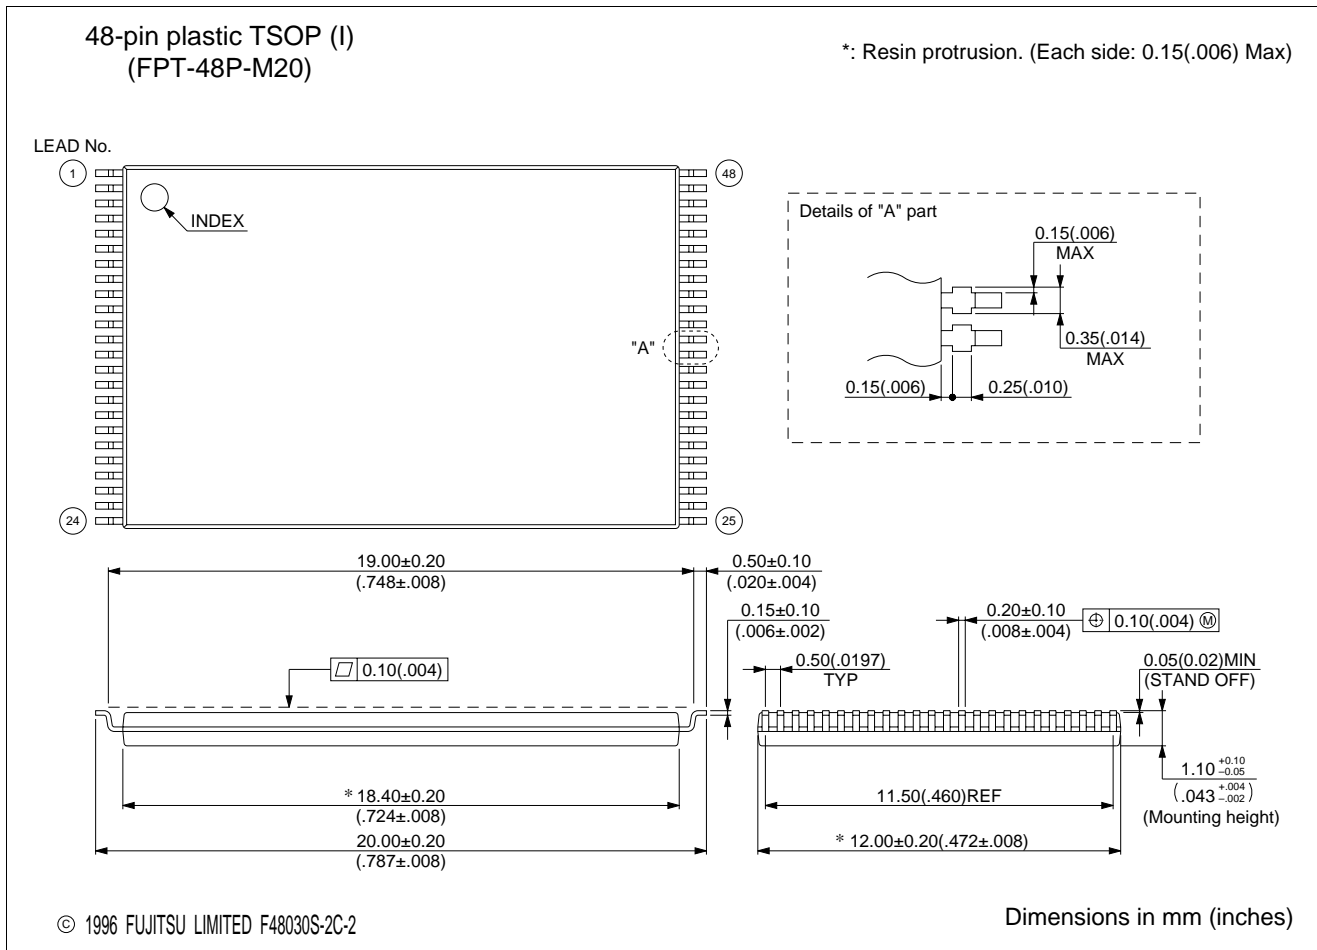 48-pin plastic TSOP (I)
(FPT-48P-M20)
*: Resin protrusion. (Each side: 0.15(.006) Max)
LEAD No.
1
48
INDEX
"A"
24
25
Details of "A" part
0.15(.006)
MAX
0.35(.014)
MAX
0.15(.006)
0.25(.010)
19.00±0.20
(.748±.008)
0.50±0.10
(.020±.004)
0.15±0.10
(.006±.002)
0.10(.004)
* 18.40±0.20
(.724±.008)
20.00±0.20
(.787±.008)
0.20±0.10
(.008±.004)
0.10(.004) Ⓜ
0.50(.0197)
TYP
0.05(0.02)MIN
(STAND OFF)
1.10 +0.10 −0.05
(.043 +.004 −.002)
(Mounting height)
11.50(.460)REF
* 12.00±0.20(.472±.008)
© 1996 FUJITSU LIMITED F48030S-2C-2
Dimensions in mm (inches)